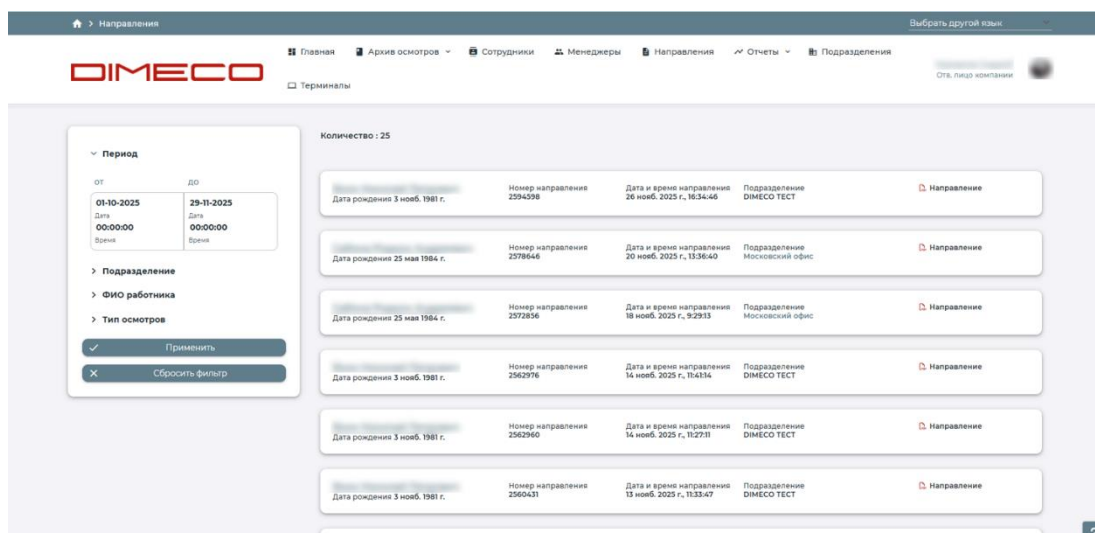 Направления
Выбрать другой язык
DIMECO
Главная
Архив осмотров
Сотрудники
Менеджеры
Направления
Отчеты
Подразделения
Терминалы
Отв. лицо компании
Период
ОТ ДО
01-10-2025 29-11-2025
Дата Дата
00:00:00 00:00:00
Время Время
Подразделение
ФИО работника
Тип осмотров
Применить
Сбросить фильтр
Количество : 25
Номер направления Дата и время направления Подразделение Направление
Дата рождения 3 нояб. 1981 г. 2594598 26 нояб. 2025 г., 16:34:46 DIMECO ТЕСТ
Номер направления Дата и время направления Подразделение Направление
Дата рождения 25 мая 1984 г. 2578646 20 нояб. 2025 г., 13:36:40 Московский офис
Номер направления Дата и время направления Подразделение Направление
Дата рождения 25 мая 1984 г. 2572856 18 нояб. 2025 г., 9:29:13 Московский офис
Номер направления Дата и время направления Подразделение Направление
Дата рождения 3 нояб. 1981 г. 2562976 14 нояб. 2025 г., 11:41:14 DIMECO ТЕСТ
Номер направления Дата и время направления Подразделение Направление
Дата рождения 3 нояб. 1981 г. 2562960 14 нояб. 2025 г., 11:27:11 DIMECO ТЕСТ
Номер направления Дата и время направления Подразделение Направление
Дата рождения 3 нояб. 1981 г. 2560431 13 нояб. 2025 г., 11:33:47 DIMECO ТЕСТ